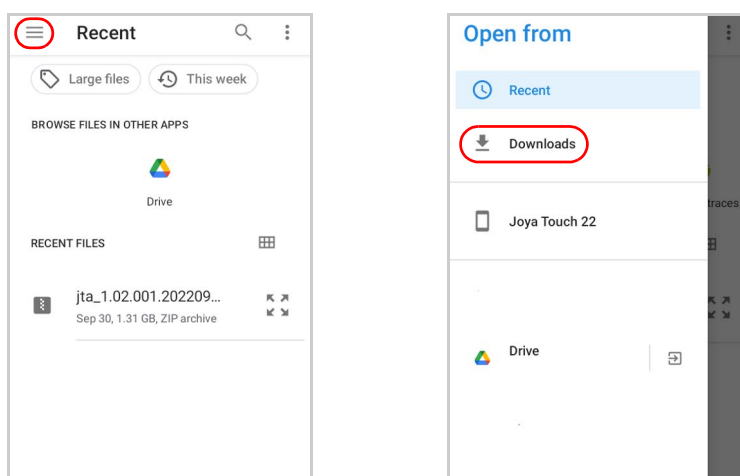 Recent
Large files
This week
BROWSE FILES IN OTHER APPS
Drive
RECENT FILES
jta_1.02.001.202209...
Sep 30, 1.31 GB, ZIP archive
Open from
Recent
Downloads
Joya Touch 22
Drive
traces